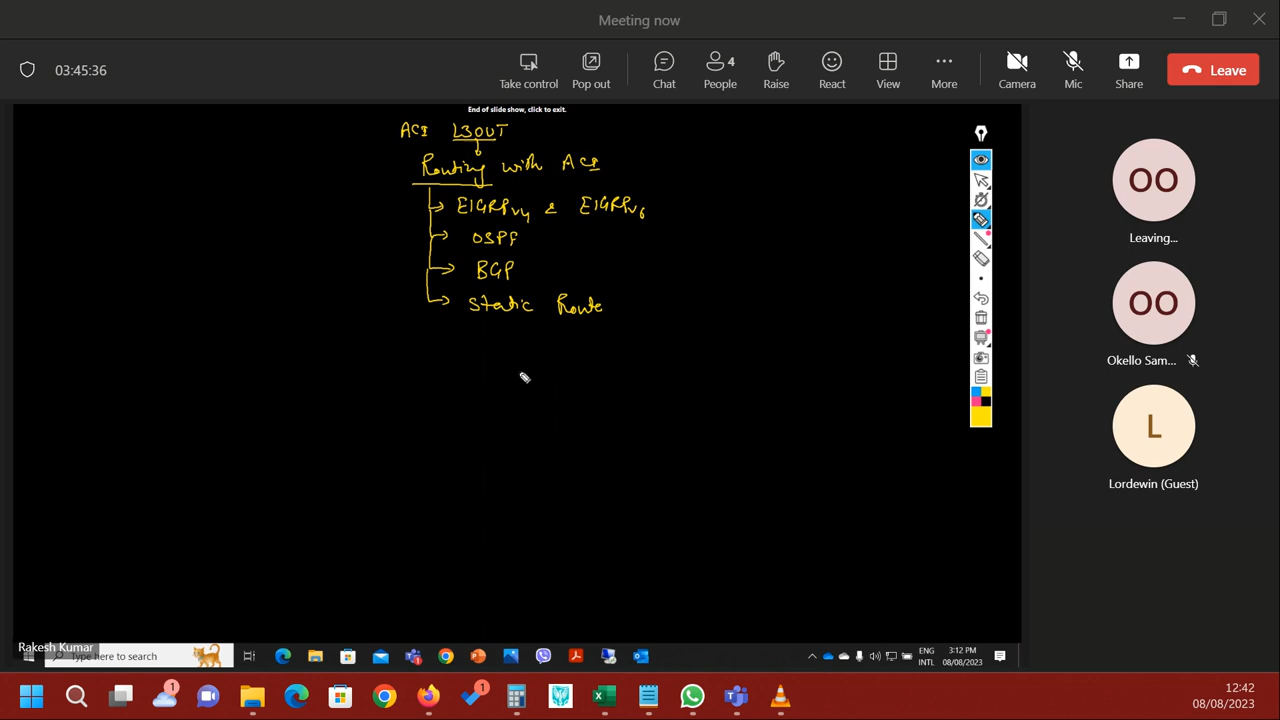 Meeting now
03:45:36
Take control
Pop out
Chat
4
People
Raise
React
View
More
Camera
Mic
Share
Leave
End of slide show, click to exit.
ACI L3OUT
Routing with ACI
EIGRPv4 & EIGRPv6
OSPF
BGP
Static Route
OO
Leaving...
OO
Okello Sam...
L
Lordewin (Guest)
Rakesh Kumar
Type here to search
ENG
INTL
3:12 PM
08/08/2023
1
1
12:42
08/08/2023